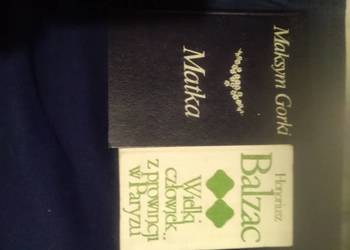 Maksym Gorki
Matka
Honoriusz
Balzac
Wielki
człowiek...
z prowincji
w Paryżu